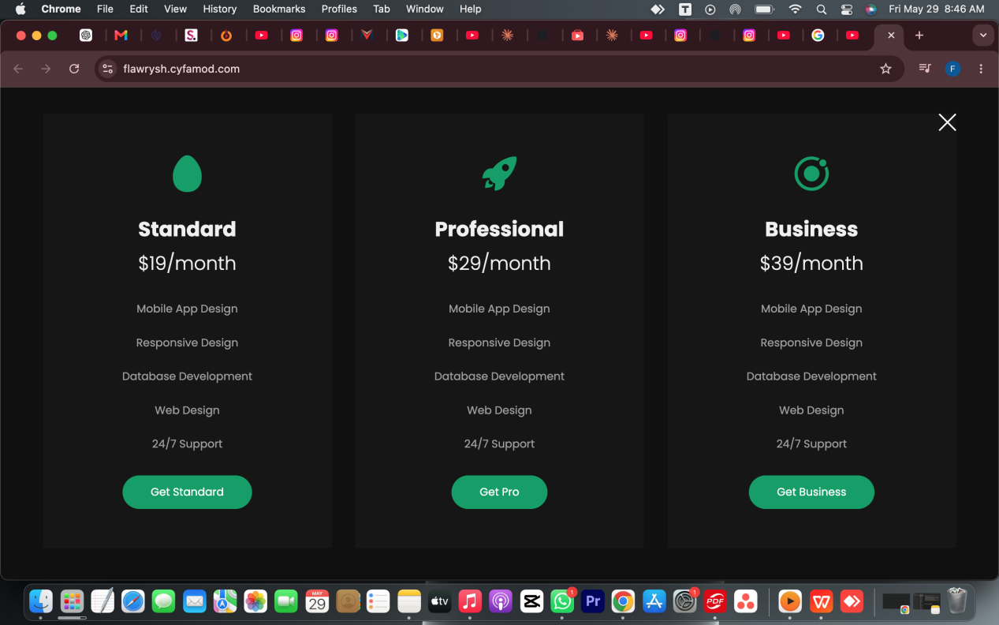 Chrome File Edit View History Bookmarks Profiles Tab Window Help T Fri May 29 8:46 AM
S.
flawrysh.cyfamod.com F
Standard
$19/month
Mobile App Design
Responsive Design
Database Development
Web Design
24/7 Support
Get Standard
Professional
$29/month
Mobile App Design
Responsive Design
Database Development
Web Design
24/7 Support
Get Pro
Business
$39/month
Mobile App Design
Responsive Design
Database Development
Web Design
24/7 Support
Get Business
MAY
29
tv
1
Pr
1
PDF
W